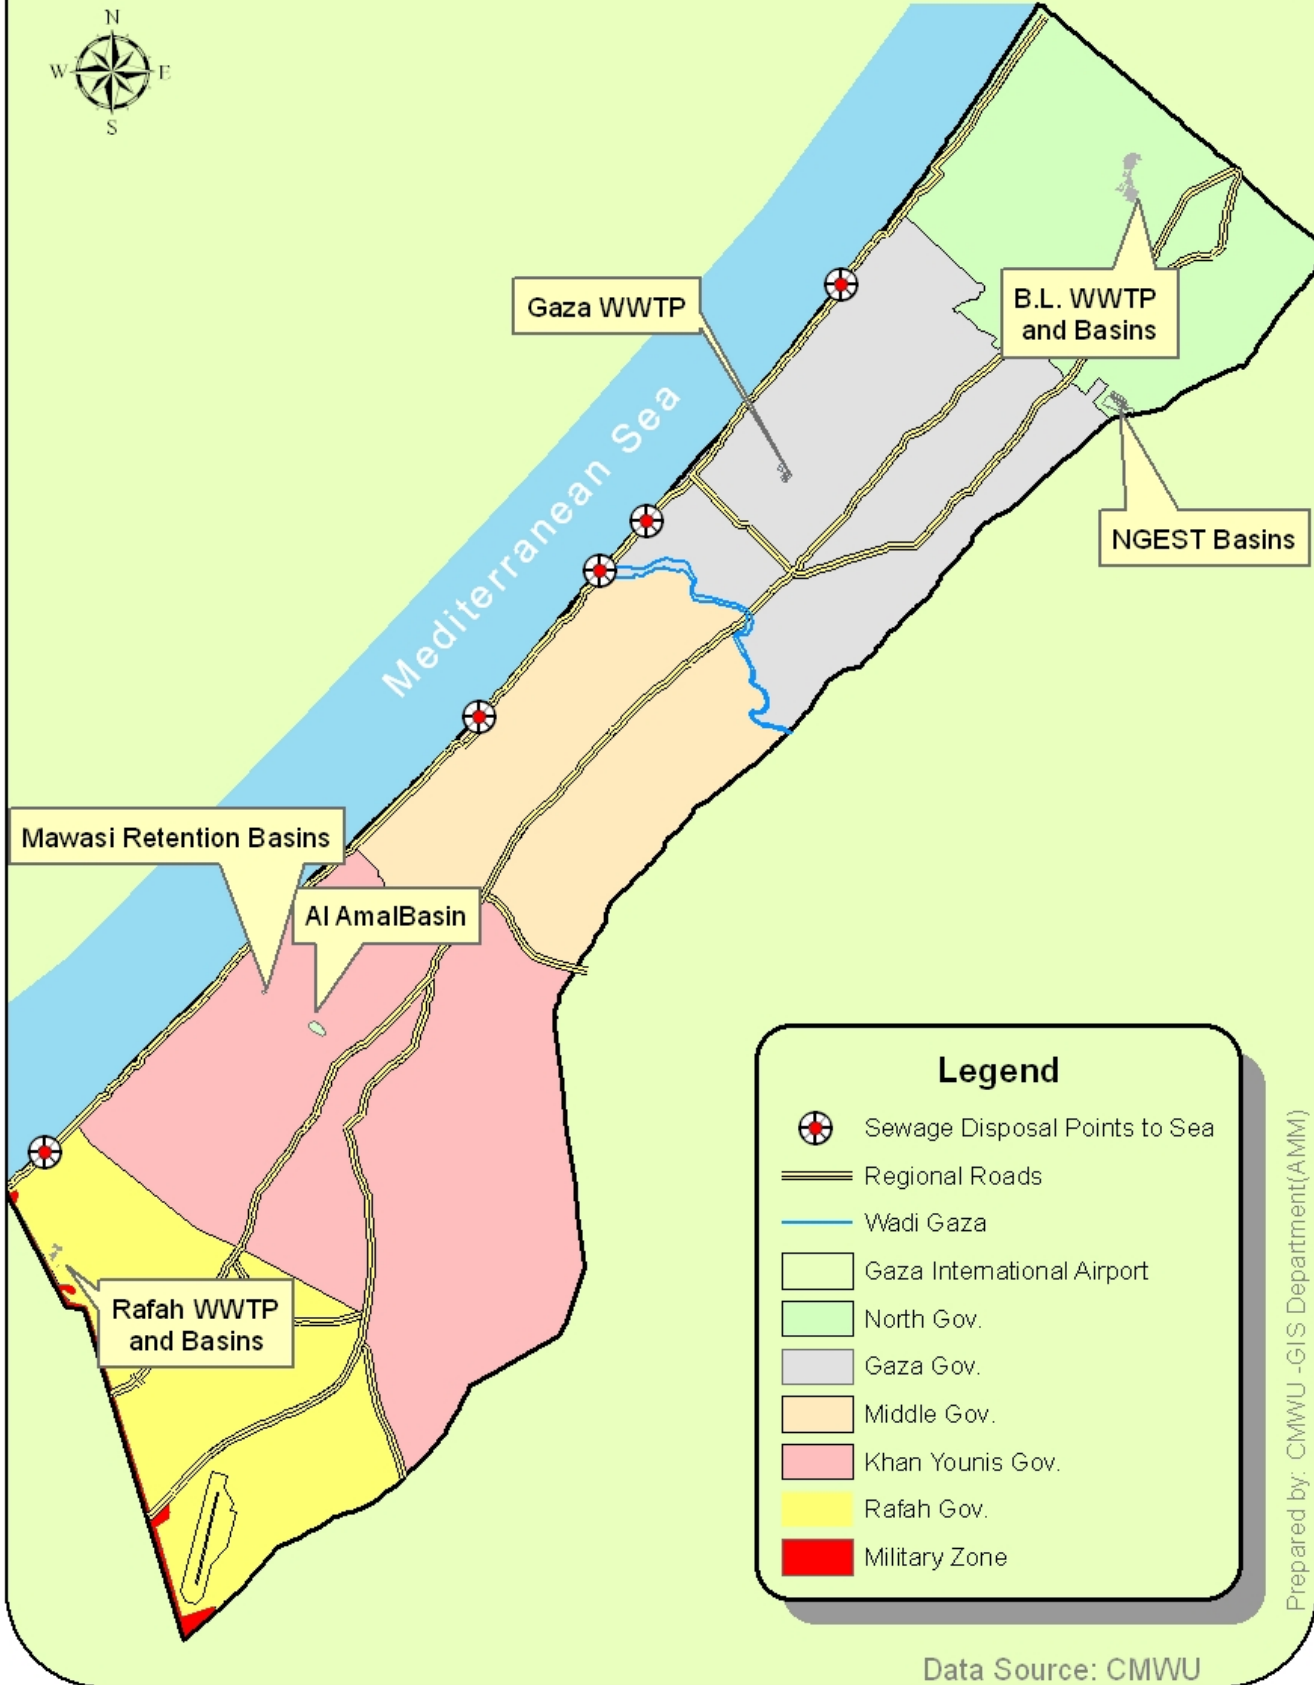 N
W E
S
Gaza WWTP
B.L. WWTP
and Basins
NGEST Basins
Mediterranean Sea
Mawasi Retention Basins
Al AmalBasin
Rafah WWTP
and Basins
Legend
Sewage Disposal Points to Sea
Regional Roads
Wadi Gaza
Gaza International Airport
North Gov.
Gaza Gov.
Middle Gov.
Khan Younis Gov.
Rafah Gov.
Military Zone
Prepared by: CMWU -GIS Department(AMM)
Data Source: CMWU